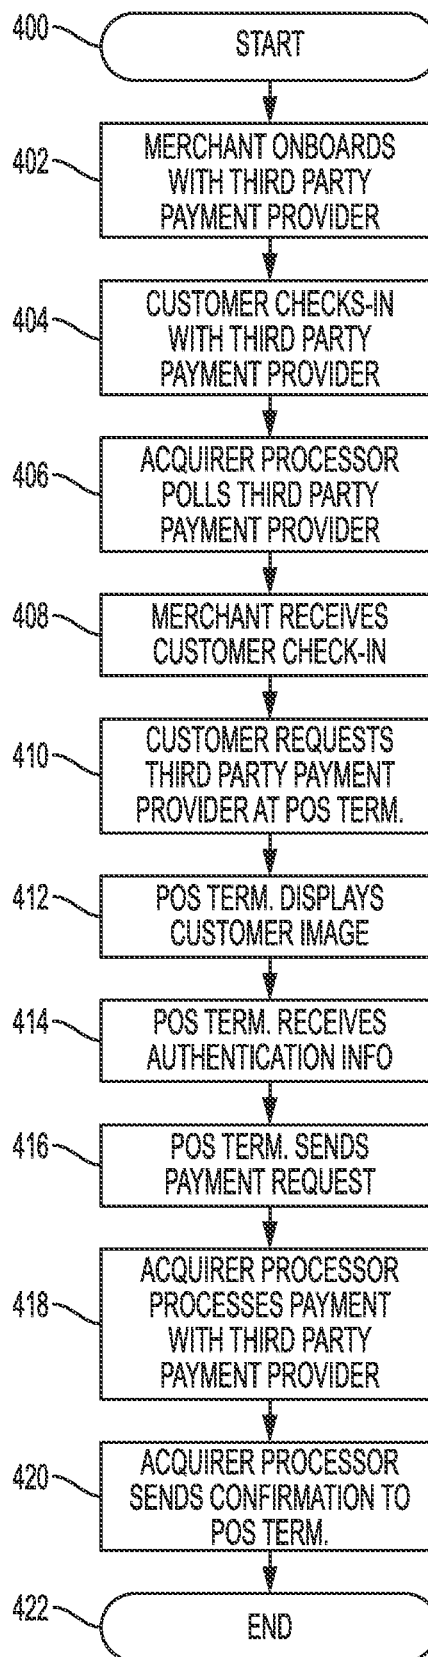 400
START
402
MERCHANT ONBOARDS
WITH THIRD PARTY
PAYMENT PROVIDER
404
CUSTOMER CHECKS-IN
WITH THIRD PARTY
PAYMENT PROVIDER
406
ACQUIRER PROCESSOR
POLLS THIRD PARTY
PAYMENT PROVIDER
408
MERCHANT RECEIVES
CUSTOMER CHECK-IN
410
CUSTOMER REQUESTS
THIRD PARTY PAYMENT
PROVIDER AT POS TERM.
412
POS TERM. DISPLAYS
CUSTOMER IMAGE
414
POS TERM. RECEIVES
AUTHENTICATION INFO
416
POS TERM. SENDS
PAYMENT REQUEST
418
ACQUIRER PROCESSOR
PROCESSES PAYMENT
WITH THIRD PARTY
PAYMENT PROVIDER
420
ACQUIRER PROCESSOR
SENDS CONFIRMATION TO
POS TERM.
422
END